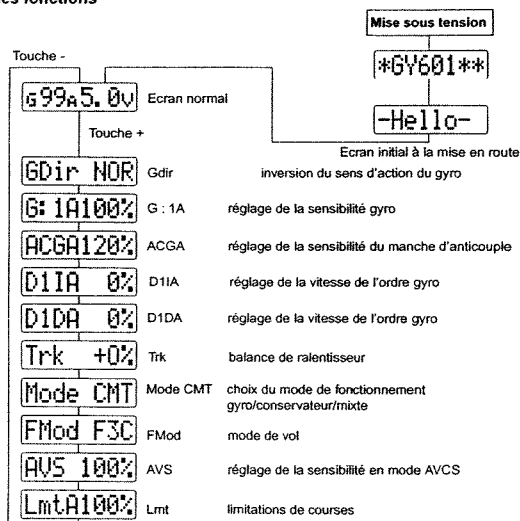 Mise sous tension
Touche -
*GY601**
G99A5.0V Ecran normal
-Hello-
Touche +
Ecran initial à la mise en route
GDir NOR Gdir inversion du sens d'action du gyro
G:1A100% G : 1A réglage de la sensibilité gyro
ACGA120% ACGA réglage de la sensibilité du manche d'anticouple
D1IA 0% D1IA réglage de la vitesse de l'ordre gyro
D1DA 0% D1DA réglage de la vitesse de l'ordre gyro
Trk +0% Trk balance de ralentisseur
Mode CMT Mode CMT choix du mode de fonctionnement
gyro/conservateur/mixte
FMod F3C FMod mode de vol
AVS 100% AVS réglage de la sensibilité en mode AVCS
LmtA100% Lmt limitations de courses